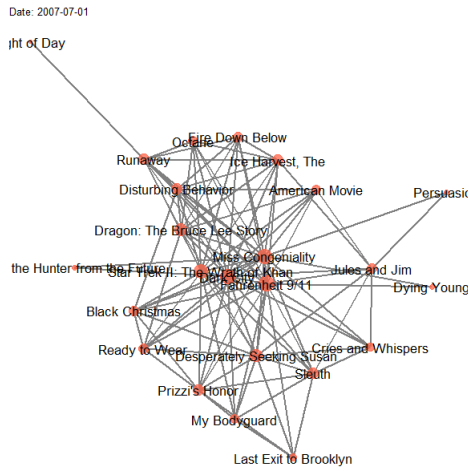 Date: 2007-07-01
ght of Day
Fire Down Below
Octane
Runaway
Ice Harvest, The
Disturbing Behavior
American Movie
Persuasio
Dragon: The Bruce Lee Story
Miss Congeniality
the Hunter from the Future
Star Trek II: The Wrath of Khan
Jules and Jim
Dark City
Fahrenheit 9/11
Dying Young
Black Christmas
Ready to Wear
Cries and Whispers
Desperately Seeking Susan
Sleuth
Prizzi's Honor
My Bodyguard
Last Exit to Brooklyn